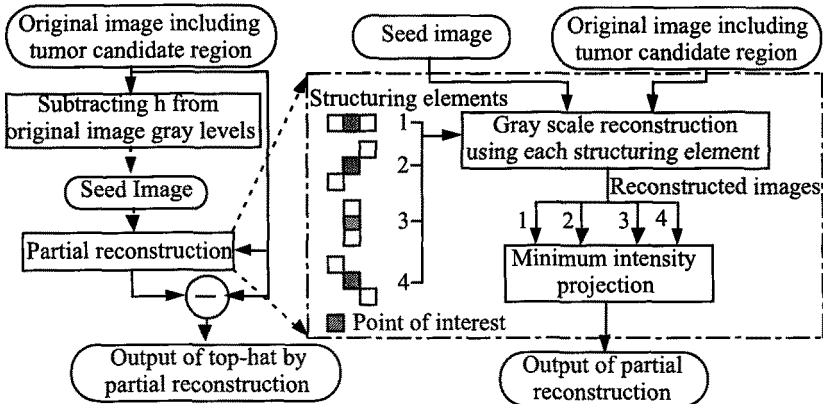 Original image including
tumor candidate region
Subtracting h from
original image gray levels
Seed Image
Partial reconstruction
Output of top-hat by
partial reconstruction
Seed image
Original image including
tumor candidate region
Structuring elements
1
2
3
4
Point of interest
Gray scale reconstruction
using each structuring element
Reconstructed images
1 2 3 4
Minimum intensity
projection
Output of partial
reconstruction